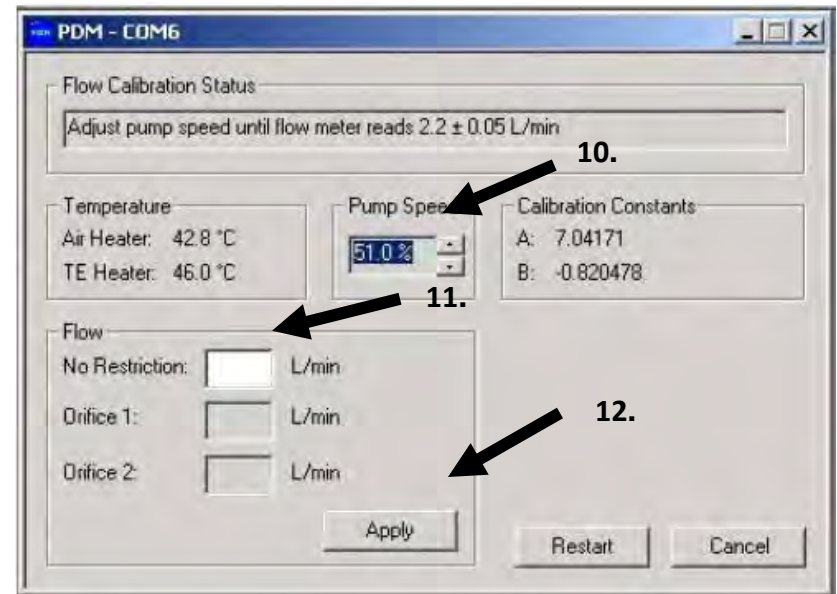 PDM - COM6
Flow Calibration Status
Adjust pump speed until flow meter reads 2.2 ± 0.05 L/min
10.
Temperature
Air Heater: 42.8 °C
TE Heater: 46.0 °C
Pump Spee
51.0 %
Calibration Constants
A: 7.04171
B: -0.820478
11.
Flow
No Restriction: L/min
Orifice 1: L/min
Orifice 2: L/min
12.
Apply
Restart
Cancel